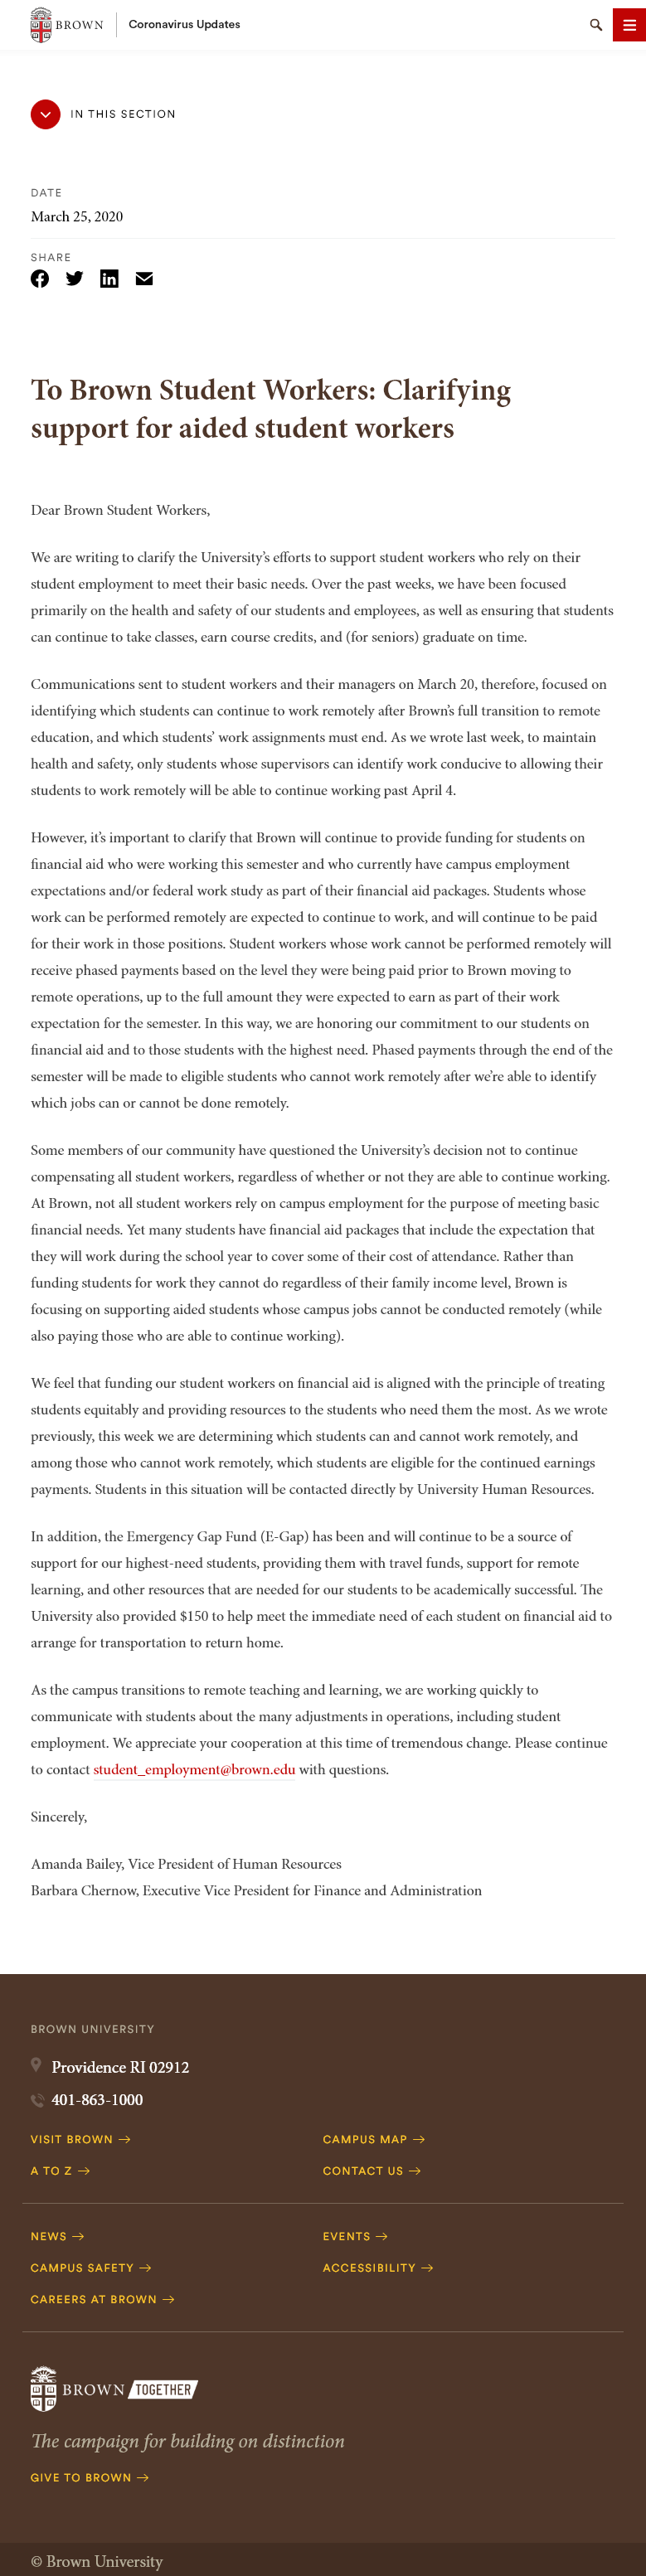 BROWN
Coronavirus Updates
IN THIS SECTION
DATE
March 25, 2020
SHARE
To Brown Student Workers: Clarifying
support for aided student workers
Dear Brown Student Workers,
We are writing to clarify the University’s efforts to support student workers who rely on their
student employment to meet their basic needs. Over the past weeks, we have been focused
primarily on the health and safety of our students and employees, as well as ensuring that students
can continue to take classes, earn course credits, and (for seniors) graduate on time.
Communications sent to student workers and their managers on March 20, therefore, focused on
identifying which students can continue to work remotely after Brown’s full transition to remote
education, and which students’ work assignments must end. As we wrote last week, to maintain
health and safety, only students whose supervisors can identify work conducive to allowing their
students to work remotely will be able to continue working past April 4.
However, it’s important to clarify that Brown will continue to provide funding for students on
financial aid who were working this semester and who currently have campus employment
expectations and/or federal work study as part of their financial aid packages. Students whose
work can be performed remotely are expected to continue to work, and will continue to be paid
for their work in those positions. Student workers whose work cannot be performed remotely will
receive phased payments based on the level they were being paid prior to Brown moving to
remote operations, up to the full amount they were expected to earn as part of their work
expectation for the semester. In this way, we are honoring our commitment to our students on
financial aid and to those students with the highest need. Phased payments through the end of the
semester will be made to eligible students who cannot work remotely after we’re able to identify
which jobs can or cannot be done remotely.
Some members of our community have questioned the University’s decision not to continue
compensating all student workers, regardless of whether or not they are able to continue working.
At Brown, not all student workers rely on campus employment for the purpose of meeting basic
financial needs. Yet many students have financial aid packages that include the expectation that
they will work during the school year to cover some of their cost of attendance. Rather than
funding students for work they cannot do regardless of their family income level, Brown is
focusing on supporting aided students whose campus jobs cannot be conducted remotely (while
also paying those who are able to continue working).
We feel that funding our student workers on financial aid is aligned with the principle of treating
students equitably and providing resources to the students who need them the most. As we wrote
previously, this week we are determining which students can and cannot work remotely, and
among those who cannot work remotely, which students are eligible for the continued earnings
payments. Students in this situation will be contacted directly by University Human Resources.
In addition, the Emergency Gap Fund (E-Gap) has been and will continue to be a source of
support for our highest-need students, providing them with travel funds, support for remote
learning, and other resources that are needed for our students to be academically successful. The
University also provided $150 to help meet the immediate need of each student on financial aid to
arrange for transportation to return home.
As the campus transitions to remote teaching and learning, we are working quickly to
communicate with students about the many adjustments in operations, including student
employment. We appreciate your cooperation at this time of tremendous change. Please continue
to contact student_employment@brown.edu with questions.
Sincerely,
Amanda Bailey, Vice President of Human Resources
Barbara Chernow, Executive Vice President for Finance and Administration
BROWN UNIVERSITY
Providence RI 02912
401-863-1000
VISIT BROWN
CAMPUS MAP
A TO Z
CONTACT US
NEWS
EVENTS
CAMPUS SAFETY
ACCESSIBILITY
CAREERS AT BROWN
BROWN TOGETHER
The campaign for building on distinction
GIVE TO BROWN
© Brown University